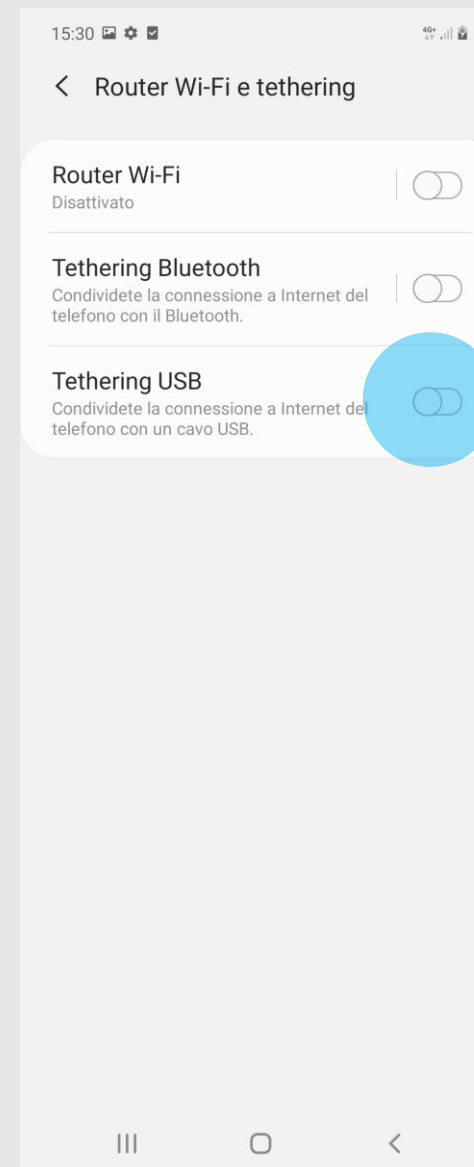 15:30
4G+
Router Wi-Fi e tethering
Router Wi-Fi
Disattivato
Tethering Bluetooth
Condividete la connessione a Internet del
telefono con il Bluetooth.
Tethering USB
Condividete la connessione a Internet del
telefono con un cavo USB.